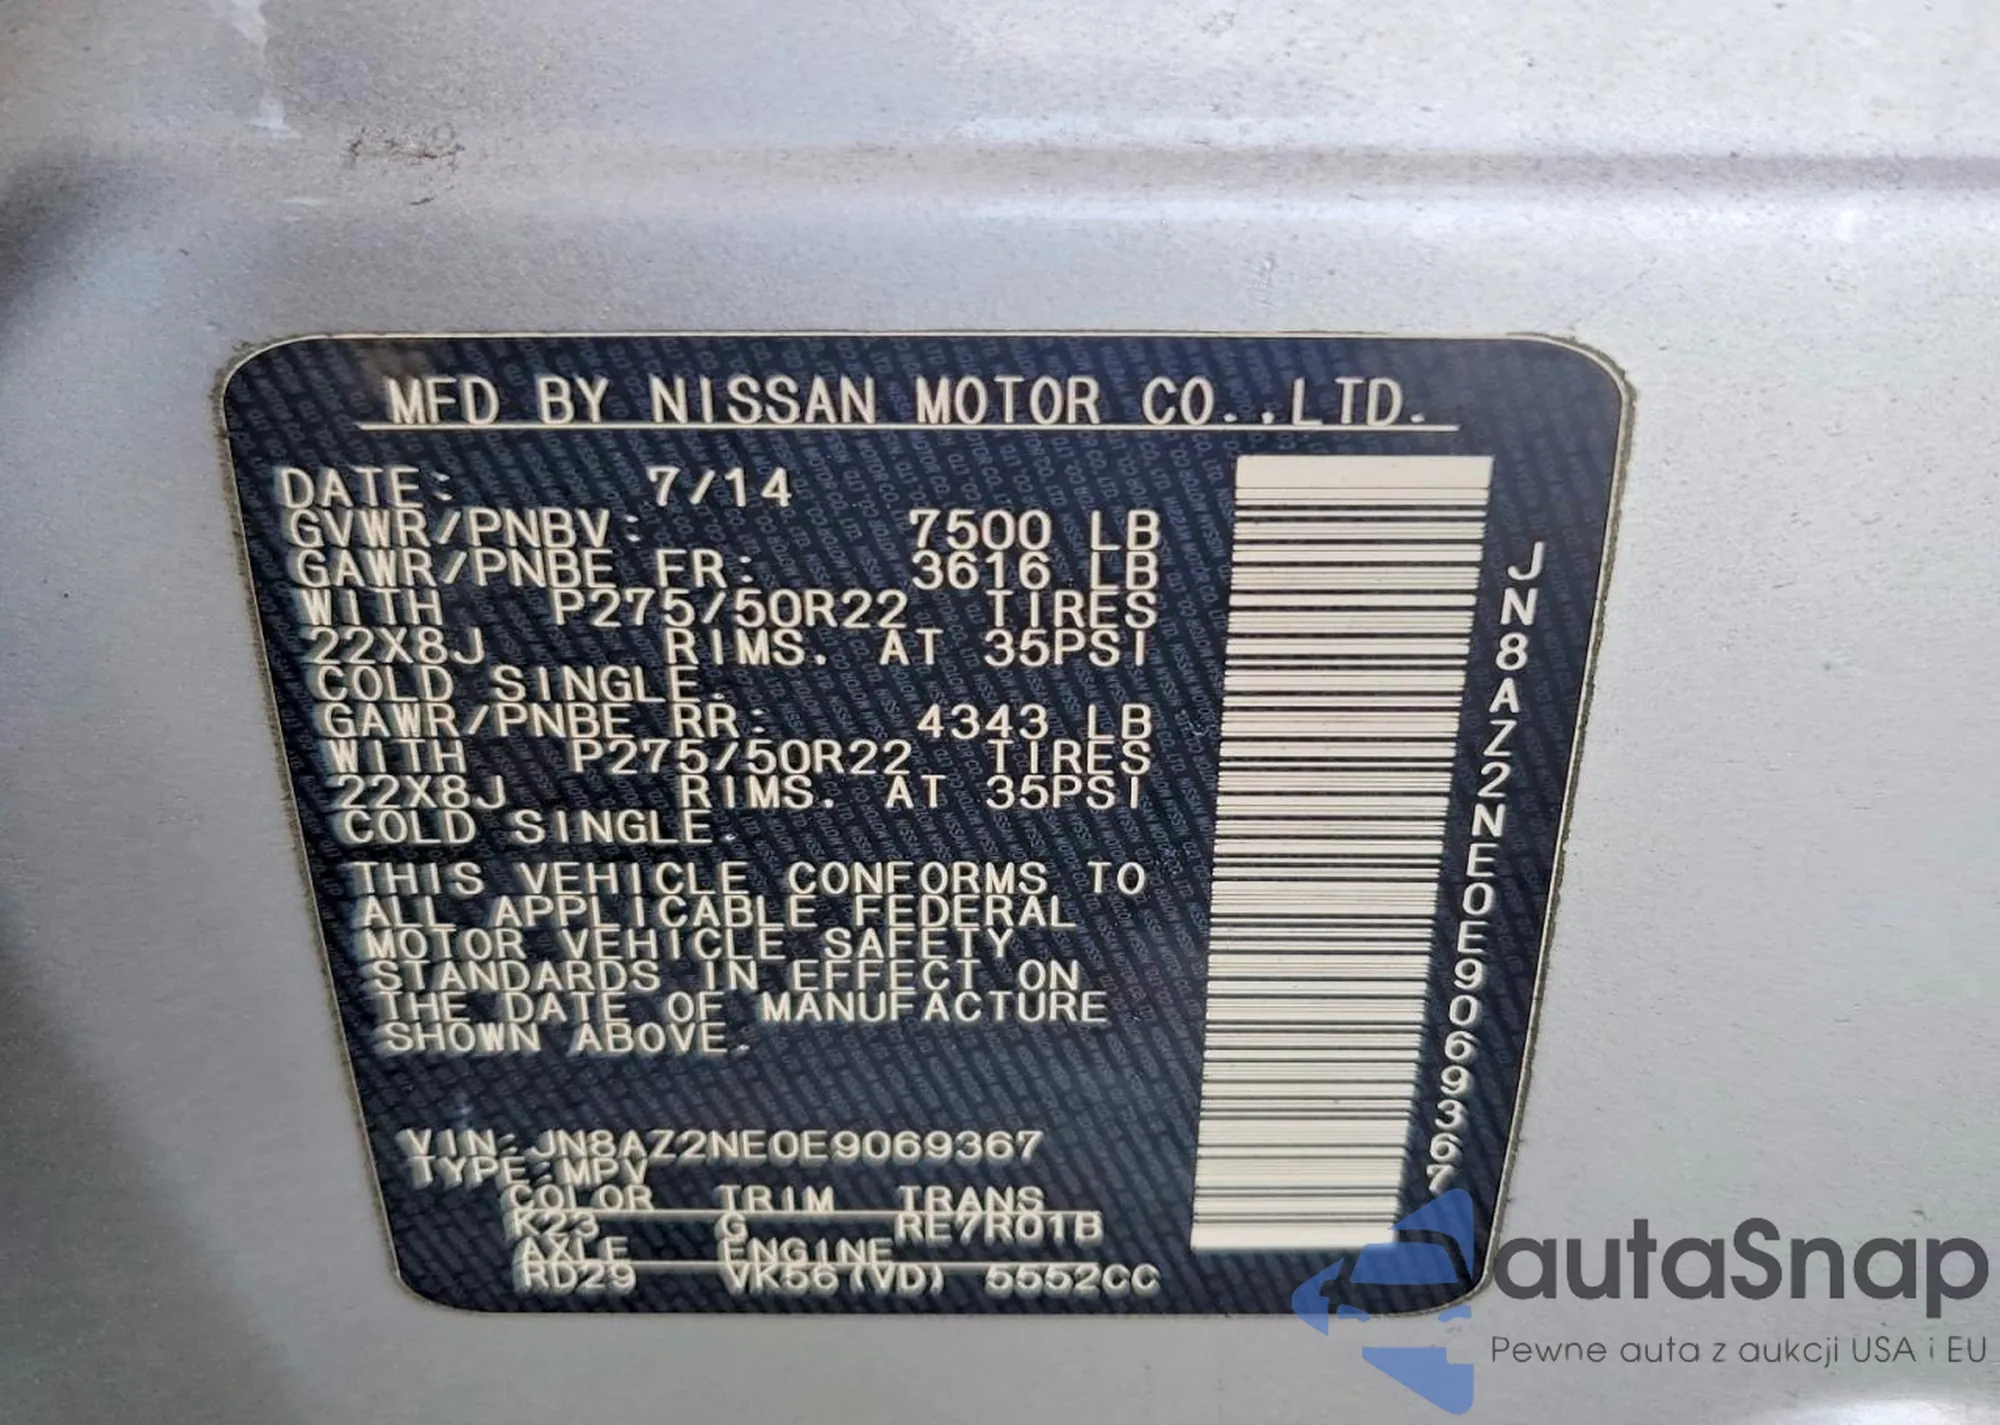 MFD BY NISSAN MOTOR CO.,LTD.
DATE: 7/14
GVWR/PNBV: 7500 LB
GAWR/PNBE FR: 3616 LB
WITH P275/50R22 TIRES
22X8J RIMS. AT 35PSI
COLD SINGLE.
GAWR/PNBE RR: 4343 LB
WITH P275/50R22 TIRES
22X8J RIMS. AT 35PSI
COLD SINGLE.
THIS VEHICLE CONFORMS TO
ALL APPLICABLE FEDERAL
MOTOR VEHICLE SAFETY
STANDARDS IN EFFECT ON
THE DATE OF MANUFACTURE
SHOWN ABOVE.
VIN:JN8AZ2NE0E9069367
TYPE:MPV
COLOR TRIM TRANS
K23 G RE7R01B
AXLE ENGINE
RD29 VK56(VD) 5552CC
JN8AZ2NE0E9069367
autaSnap
Pewne auta z aukcji USA i EU